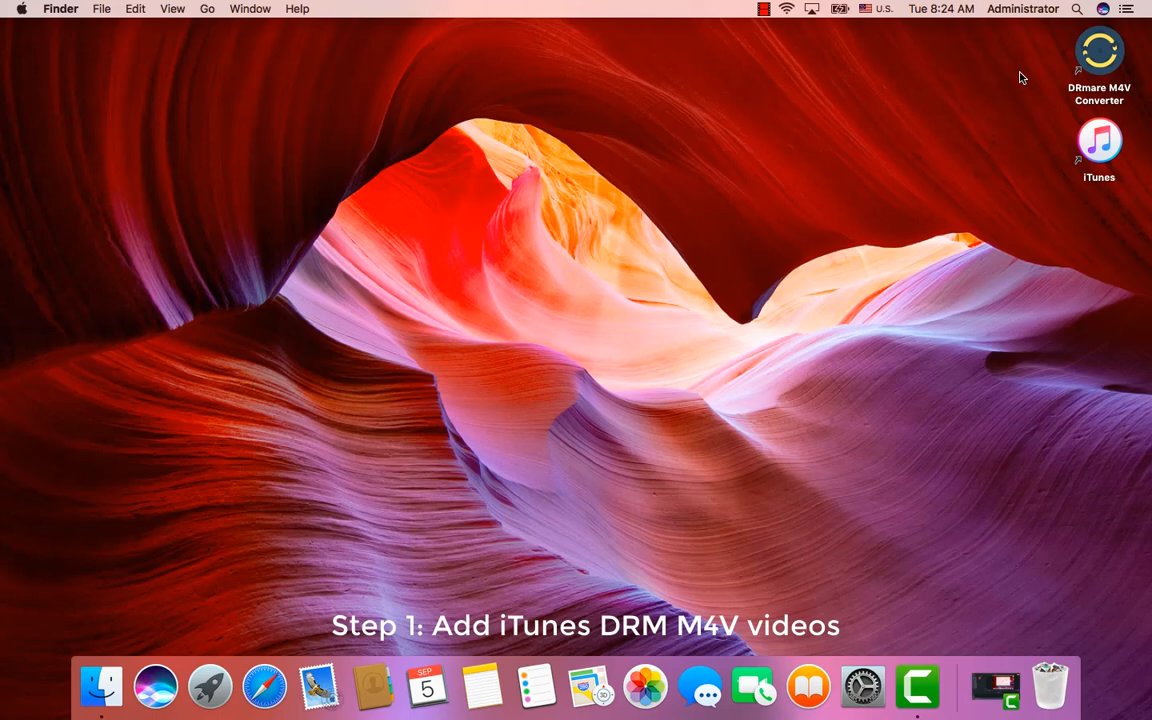 Finder File Edit View Go Window Help U.S. Tue 8:24 AM Administrator
DRmare M4V
Converter
iTunes
Step 1: Add iTunes DRM M4V videos
SEP
5
3D